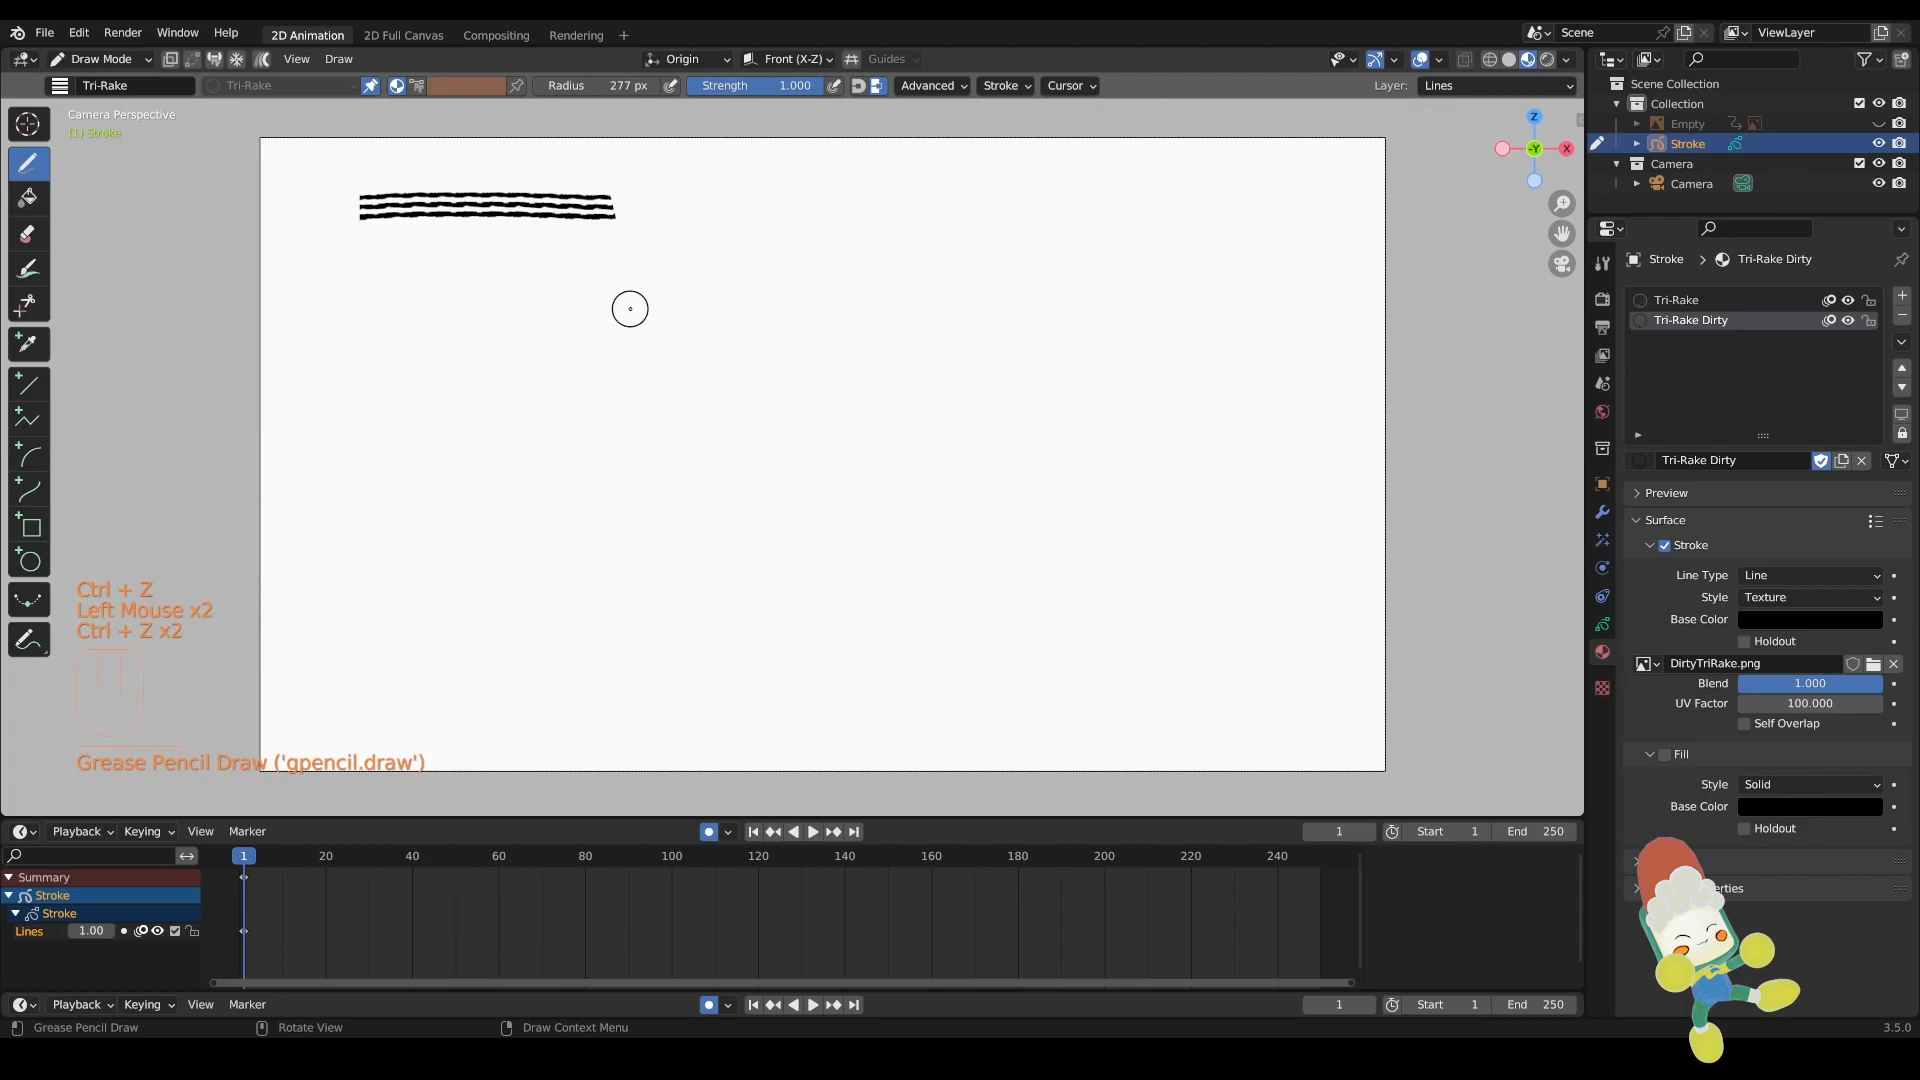 File Edit Render Window Help 2D Animation 2D Full Canvas Compositing Rendering + Scene ViewLayer
Draw Mode View Draw Origin Front (X-Z) Guides
Tri-Rake Tri-Rake Radius 277 px Strength 1.000 Advanced Stroke Cursor Layer: Lines
Camera Perspective
(1) Stroke
Z
-Y
X
Ctrl + Z
Left Mouse x2
Ctrl + Z x2
Grease Pencil Draw ('gpencil.draw')
Scene Collection
Collection
Empty
Stroke
Camera
Camera
Stroke > Tri-Rake Dirty
Tri-Rake
Tri-Rake Dirty
Tri-Rake Dirty
Preview
Surface
Stroke
Line Type Line
Style Texture
Base Color
Holdout
DirtyTriRake.png
Blend 1.000
UV Factor 100.000
Self Overlap
Fill
Style Solid
Base Color
Holdout
erties
Playback Keying View Marker 1 Start 1 End 250
1 20 40 60 80 100 120 140 160 180 200 220 240
Summary
Stroke
Stroke
Lines 1.00
Playback Keying View Marker 1 Start 1 End 250
Grease Pencil Draw Rotate View Draw Context Menu 3.5.0